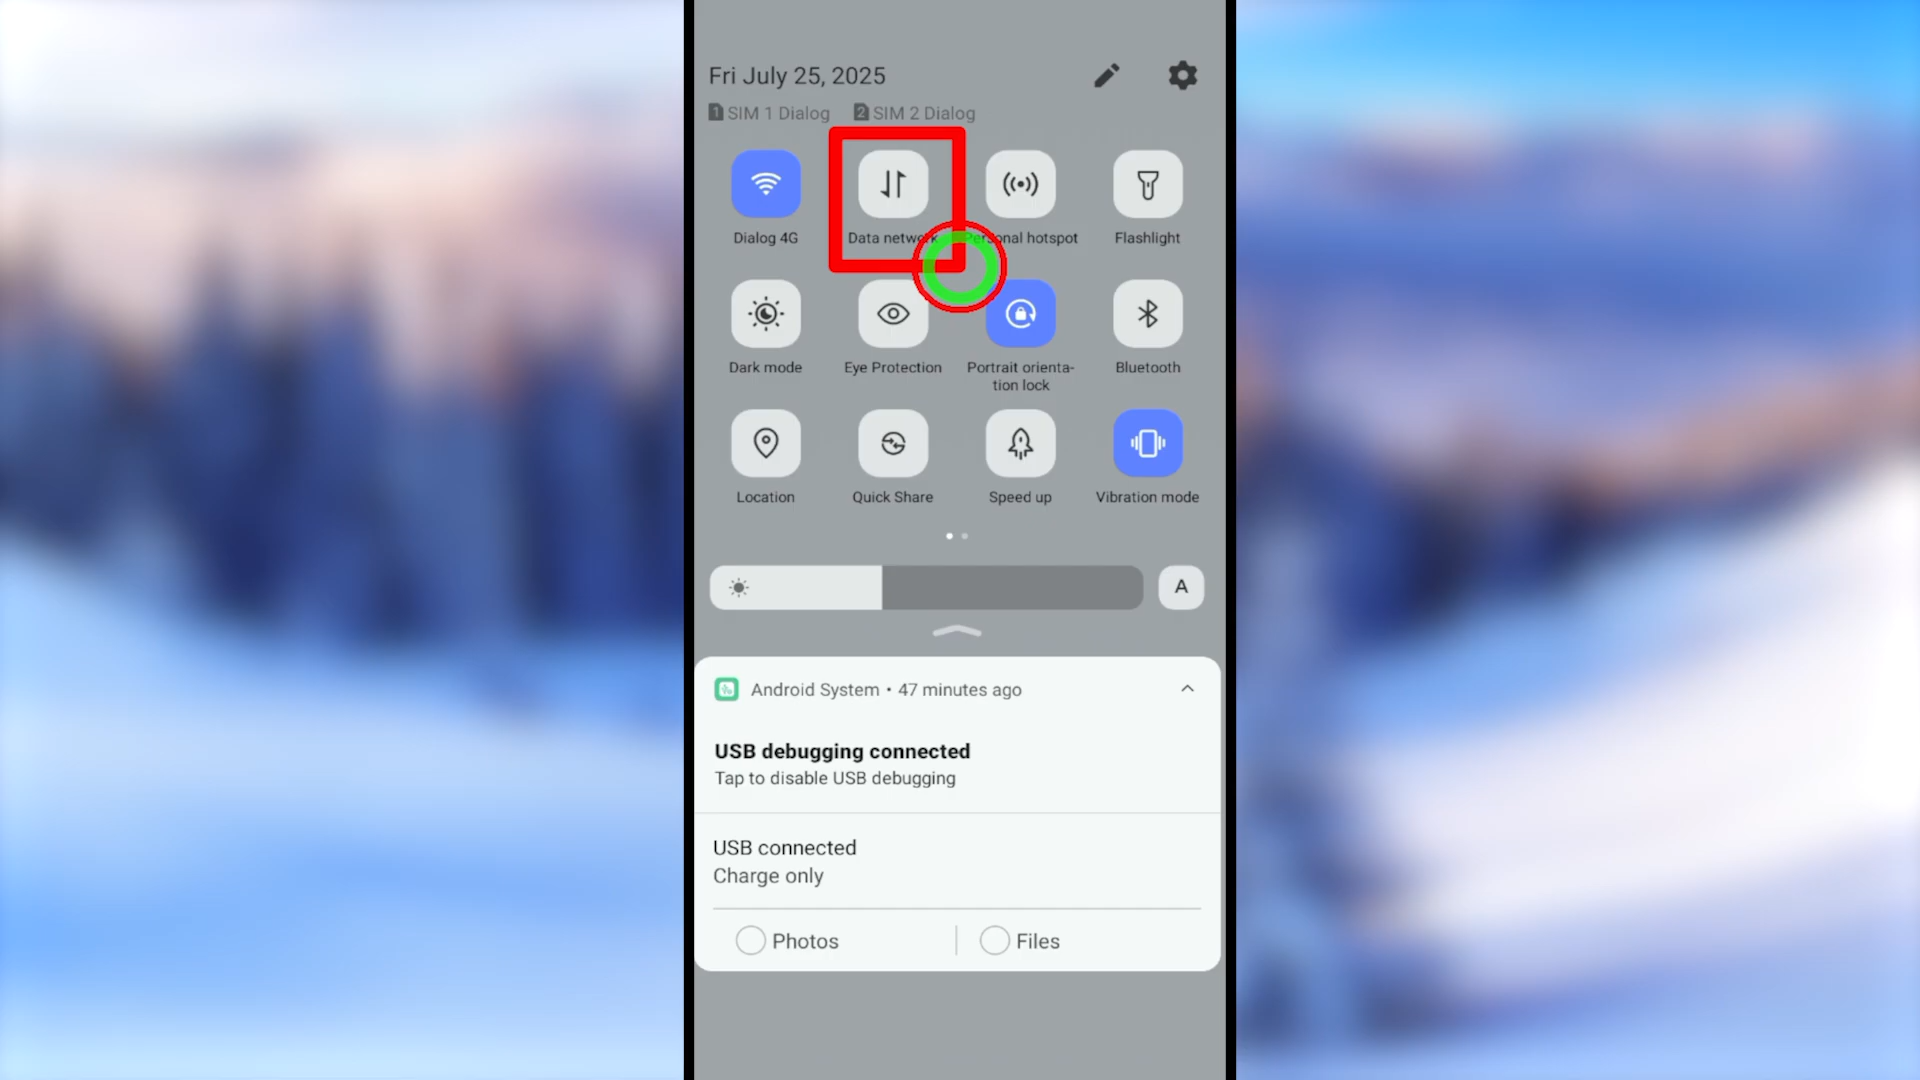 Fri July 25, 2025
1 SIM 1 Dialog 2 SIM 2 Dialog
Dialog 4G
Data network
Personal hotspot
Flashlight
Dark mode
Eye Protection
Portrait orienta-
tion lock
Bluetooth
Location
Quick Share
Speed up
Vibration mode
A
Android System • 47 minutes ago
USB debugging connected
Tap to disable USB debugging
USB connected
Charge only
Photos
Files